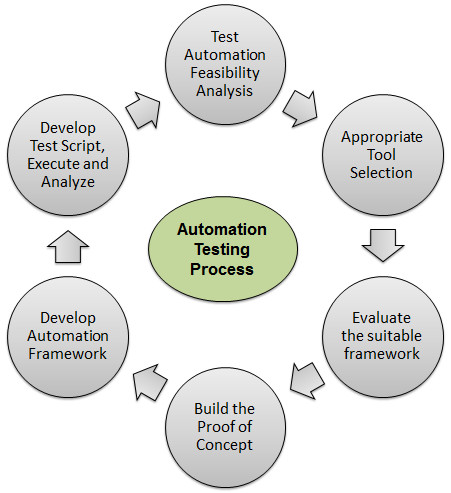 Test
Automation
Feasibility
Analysis
Appropriate
Tool
Selection
Evaluate
the suitable
framework
Build the
Proof of
Concept
Develop
Automation
Framework
Develop
Test Script,
Execute and
Analyze
Automation
Testing
Process